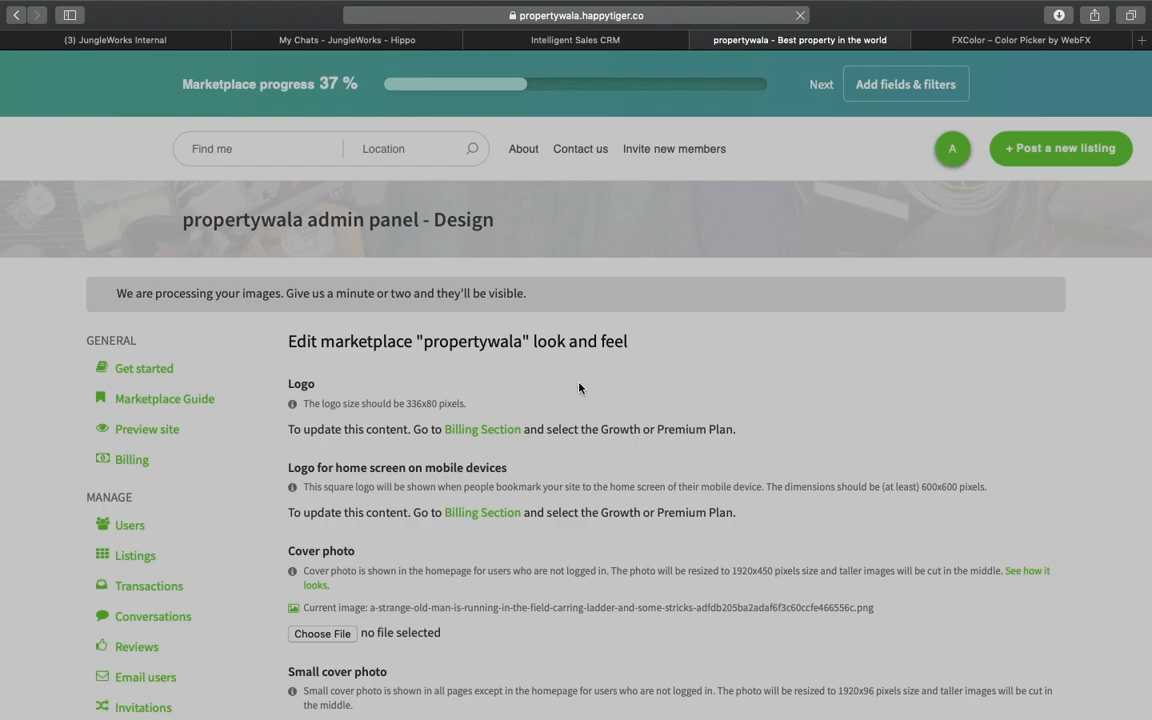 propertywala.happytiger.co
(3) JungleWorks Internal
My Chats - JungleWorks - Hippo
Intelligent Sales CRM
propertywala - Best property in the world
FXColor – Color Picker by WebFX
Marketplace progress 37 %
Next
Add fields & filters
Find me
Location
About
Contact us
Invite new members
A
+ Post a new listing
propertywala admin panel - Design
We are processing your images. Give us a minute or two and they'll be visible.
GENERAL
Get started
Marketplace Guide
Preview site
Billing
MANAGE
Users
Listings
Transactions
Conversations
Reviews
Email users
Invitations
Edit marketplace "propertywala" look and feel
Logo
The logo size should be 336x80 pixels.
To update this content. Go to Billing Section and select the Growth or Premium Plan.
Logo for home screen on mobile devices
This square logo will be shown when people bookmark your site to the home screen of their mobile device. The dimensions should be (at least) 600x600 pixels.
To update this content. Go to Billing Section and select the Growth or Premium Plan.
Cover photo
Cover photo is shown in the homepage for users who are not logged in. The photo will be resized to 1920x450 pixels size and taller images will be cut in the middle. See how it
looks.
Current image: a-strange-old-man-is-running-in-the-field-carring-ladder-and-some-stricks-adfdb205ba2adaf6f3c60ccfe466556c.png
Choose File no file selected
Small cover photo
Small cover photo is shown in all pages except in the homepage for users who are not logged in. The photo will be resized to 1920x96 pixels size and taller images will be cut in
the middle.